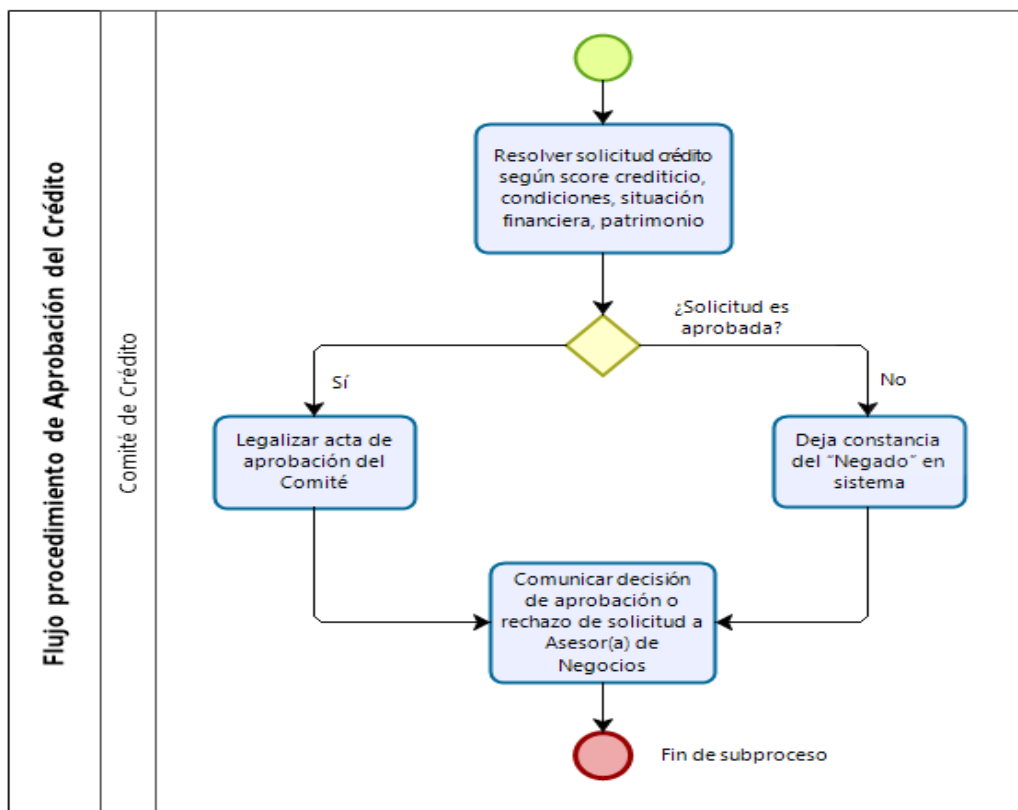 Flujo procedimiento de Aprobación del Crédito
Comité de Crédito
Resolver solicitud crédito
según score crediticio,
condiciones, situación
financiera, patrimonio
¿Solicitud es
aprobada?
Sí
No
Legalizar acta de
aprobación del
Comité
Deja constancia
del “Negado” en
sistema
Comunicar decisión
de aprobación o
rechazo de solicitud a
Asesor(a) de
Negocios
Fin de subproceso